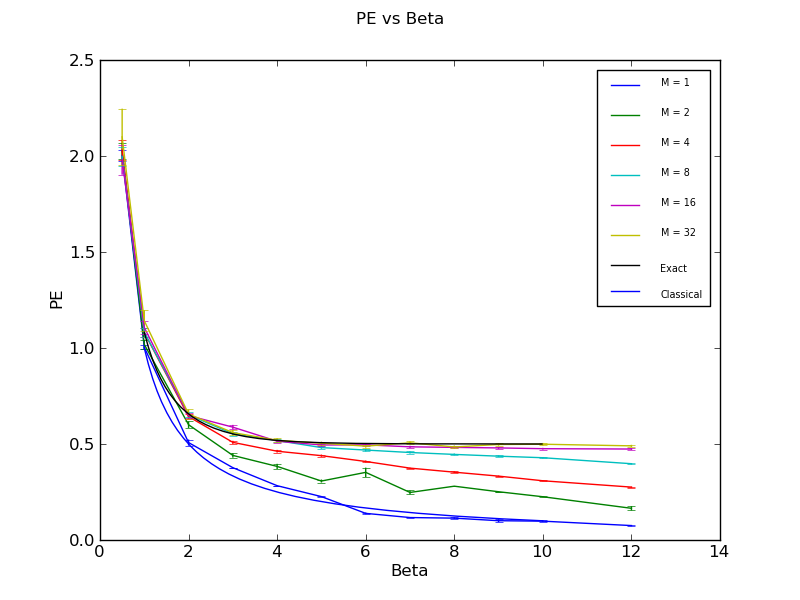 PE vs Beta
2.5
2.0
1.5
1.0
0.5
0.0
PE
0
2
4
6
8
10
12
14
Beta
M = 1
M = 2
M = 4
M = 8
M = 16
M = 32
Exact
Classical